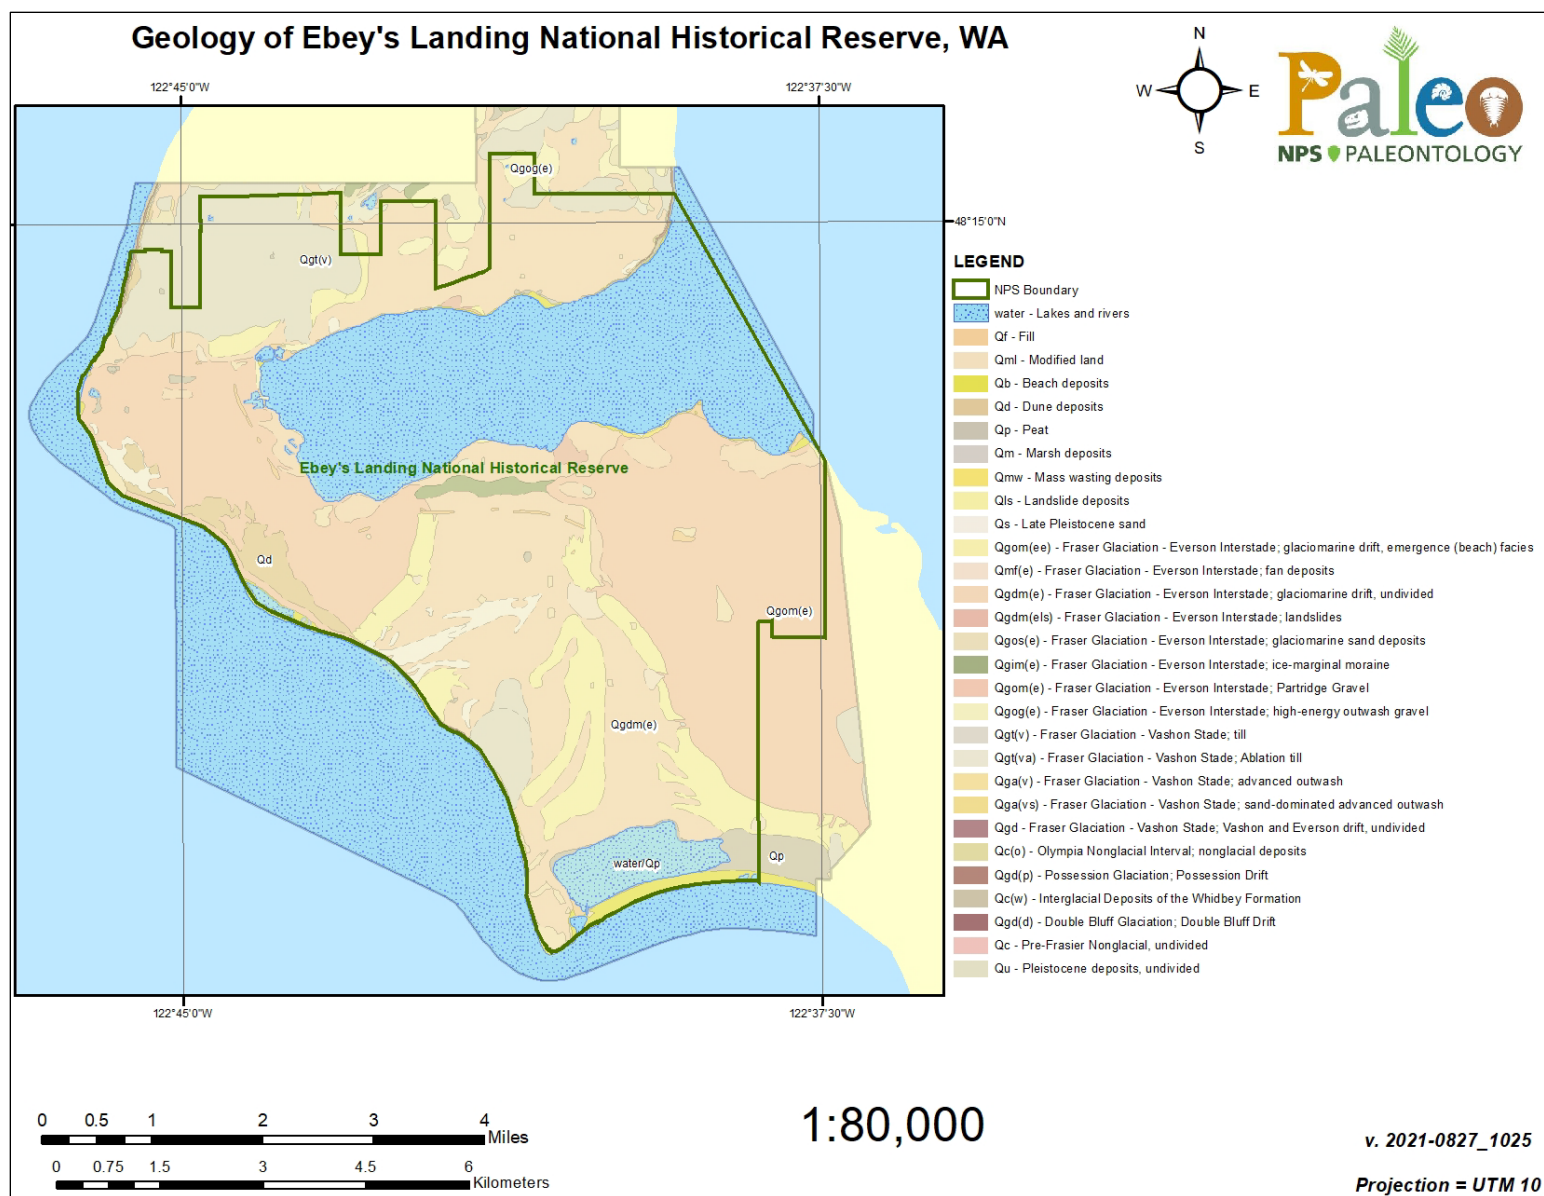 Geology of Ebey's Landing National Historical Reserve, WA
N
W E
S
Paleo
NPS PALEONTOLOGY
122°45'0"W 122°37'30"W
48°15'0"N
Qgog(e)
Qgt(v)
Ebey's Landing National Historical Reserve
Qd
Qgom(e)
Qgdm(e)
water/Qp
Qp
122°45'0"W 122°37'30"W
LEGEND
NPS Boundary
water - Lakes and rivers
Qf - Fill
Qml - Modified land
Qb - Beach deposits
Qd - Dune deposits
Qp - Peat
Qm - Marsh deposits
Qmw - Mass wasting deposits
Qls - Landslide deposits
Qs - Late Pleistocene sand
Qgom(ee) - Fraser Glaciation - Everson Interstade; glaciomarine drift, emergence (beach) facies
Qmf(e) - Fraser Glaciation - Everson Interstade; fan deposits
Qgdm(e) - Fraser Glaciation - Everson Interstade; glaciomarine drift, undivided
Qgdm(els) - Fraser Glaciation - Everson Interstade; landslides
Qgos(e) - Fraser Glaciation - Everson Interstade; glaciomarine sand deposits
Qgim(e) - Fraser Glaciation - Everson Interstade; ice-marginal moraine
Qgom(e) - Fraser Glaciation - Everson Interstade; Partridge Gravel
Qgog(e) - Fraser Glaciation - Everson Interstade; high-energy outwash gravel
Qgt(v) - Fraser Glaciation - Vashon Stade; till
Qgt(va) - Fraser Glaciation - Vashon Stade; Ablation till
Qga(v) - Fraser Glaciation - Vashon Stade; advanced outwash
Qga(vs) - Fraser Glaciation - Vashon Stade; sand-dominated advanced outwash
Qgd - Fraser Glaciation - Vashon Stade; Vashon and Everson drift, undivided
Qc(o) - Olympia Nonglacial Interval; nonglacial deposits
Qgd(p) - Possession Glaciation; Possession Drift
Qc(w) - Interglacial Deposits of the Whidbey Formation
Qgd(d) - Double Bluff Glaciation; Double Bluff Drift
Qc - Pre-Frasier Nonglacial, undivided
Qu - Pleistocene deposits, undivided
0 0.5 1 2 3 4
Miles
0 0.75 1.5 3 4.5 6
Kilometers
1:80,000
v. 2021-0827_1025
Projection = UTM 10